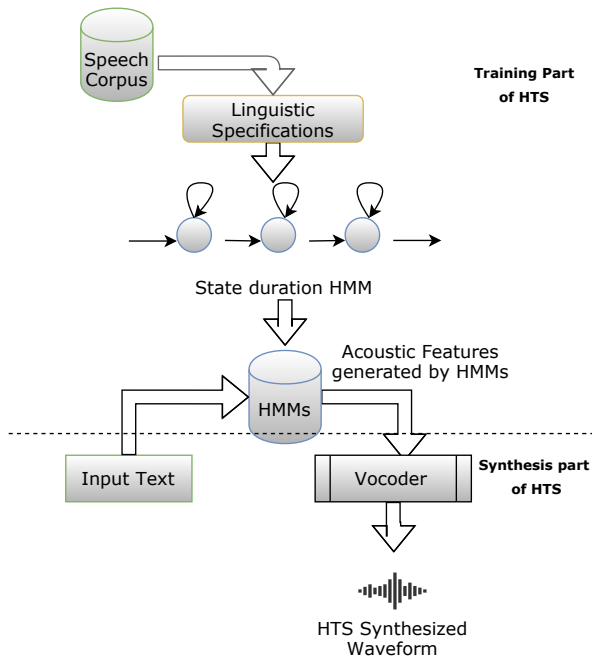 Speech
Corpus
Training Part
of HTS
Linguistic
Specifications
State duration HMM
Acoustic Features
generated by HMMs
HMMs
Input Text
Vocoder
Synthesis part
of HTS
HTS Synthesized
Waveform